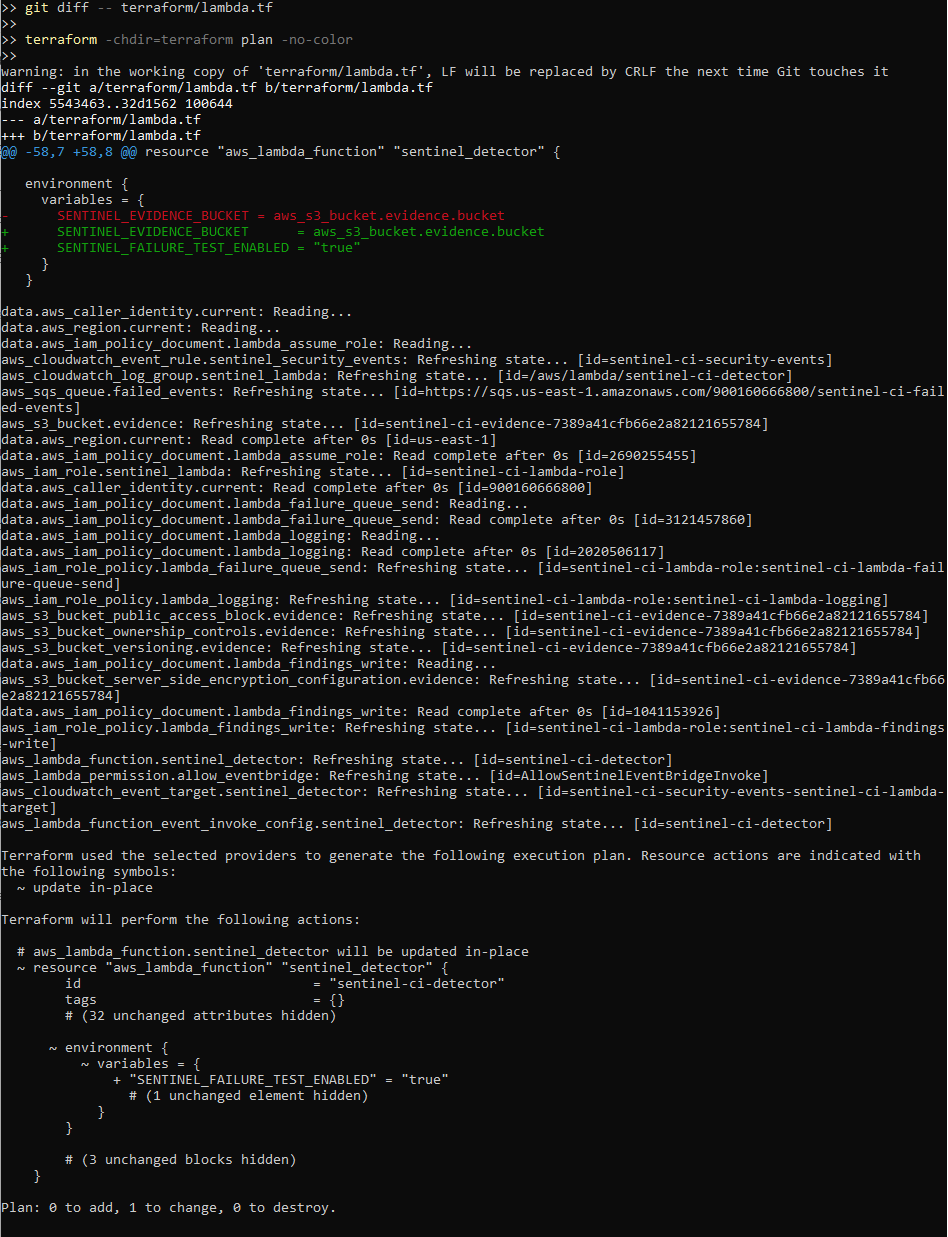 >> git diff -- terraform/lambda.tf
>>
>> terraform -chdir=terraform plan -no-color
>>
warning: in the working copy of 'terraform/lambda.tf', LF will be replaced by CRLF the next time Git touches it
diff --git a/terraform/lambda.tf b/terraform/lambda.tf
index 5543463..32d1562 100644
--- a/terraform/lambda.tf
+++ b/terraform/lambda.tf
@@ -58,7 +58,8 @@ resource "aws_lambda_function" "sentinel_detector" {

   environment {
     variables = {
-      SENTINEL_EVIDENCE_BUCKET = aws_s3_bucket.evidence.bucket
+      SENTINEL_EVIDENCE_BUCKET      = aws_s3_bucket.evidence.bucket
+      SENTINEL_FAILURE_TEST_ENABLED = "true"
     }
   }

data.aws_caller_identity.current: Reading...
data.aws_region.current: Reading...
data.aws_iam_policy_document.lambda_assume_role: Reading...
aws_cloudwatch_event_rule.sentinel_security_events: Refreshing state... [id=sentinel-ci-security-events]
aws_cloudwatch_log_group.sentinel_lambda: Refreshing state... [id=/aws/lambda/sentinel-ci-detector]
aws_sqs_queue.failed_events: Refreshing state... [id=https://sqs.us-east-1.amazonaws.com/900160666800/sentinel-ci-fail
ed-events]
aws_s3_bucket.evidence: Refreshing state... [id=sentinel-ci-evidence-7389a41cfb66e2a82121655784]
data.aws_region.current: Read complete after 0s [id=us-east-1]
data.aws_iam_policy_document.lambda_assume_role: Read complete after 0s [id=2690255455]
aws_iam_role.sentinel_lambda: Refreshing state... [id=sentinel-ci-lambda-role]
data.aws_caller_identity.current: Read complete after 0s [id=900160666800]
data.aws_iam_policy_document.lambda_failure_queue_send: Reading...
data.aws_iam_policy_document.lambda_failure_queue_send: Read complete after 0s [id=3121457860]
data.aws_iam_policy_document.lambda_logging: Reading...
data.aws_iam_policy_document.lambda_logging: Read complete after 0s [id=2020506117]
aws_iam_role_policy.lambda_failure_queue_send: Refreshing state... [id=sentinel-ci-lambda-role:sentinel-ci-lambda-fail
ure-queue-send]
aws_iam_role_policy.lambda_logging: Refreshing state... [id=sentinel-ci-lambda-role:sentinel-ci-lambda-logging]
aws_s3_bucket_public_access_block.evidence: Refreshing state... [id=sentinel-ci-evidence-7389a41cfb66e2a82121655784]
aws_s3_bucket_ownership_controls.evidence: Refreshing state... [id=sentinel-ci-evidence-7389a41cfb66e2a82121655784]
aws_s3_bucket_versioning.evidence: Refreshing state... [id=sentinel-ci-evidence-7389a41cfb66e2a82121655784]
data.aws_iam_policy_document.lambda_findings_write: Reading...
aws_s3_bucket_server_side_encryption_configuration.evidence: Refreshing state... [id=sentinel-ci-evidence-7389a41cfb66
e2a82121655784]
data.aws_iam_policy_document.lambda_findings_write: Read complete after 0s [id=1041153926]
aws_iam_role_policy.lambda_findings_write: Refreshing state... [id=sentinel-ci-lambda-role:sentinel-ci-lambda-findings
-write]
aws_lambda_function.sentinel_detector: Refreshing state... [id=sentinel-ci-detector]
aws_lambda_permission.allow_eventbridge: Refreshing state... [id=AllowSentinelEventBridgeInvoke]
aws_cloudwatch_event_target.sentinel_detector: Refreshing state... [id=sentinel-ci-security-events-sentinel-ci-lambda-
target]
aws_lambda_function_event_invoke_config.sentinel_detector: Refreshing state... [id=sentinel-ci-detector]

Terraform used the selected providers to generate the following execution plan. Resource actions are indicated with
the following symbols:
  ~ update in-place

Terraform will perform the following actions:

  # aws_lambda_function.sentinel_detector will be updated in-place
  ~ resource "aws_lambda_function" "sentinel_detector" {
        id                             = "sentinel-ci-detector"
        tags                           = {}
        # (32 unchanged attributes hidden)

      ~ environment {
          ~ variables = {
              + "SENTINEL_FAILURE_TEST_ENABLED" = "true"
                # (1 unchanged element hidden)
            }
        }

        # (3 unchanged blocks hidden)
    }

Plan: 0 to add, 1 to change, 0 to destroy.